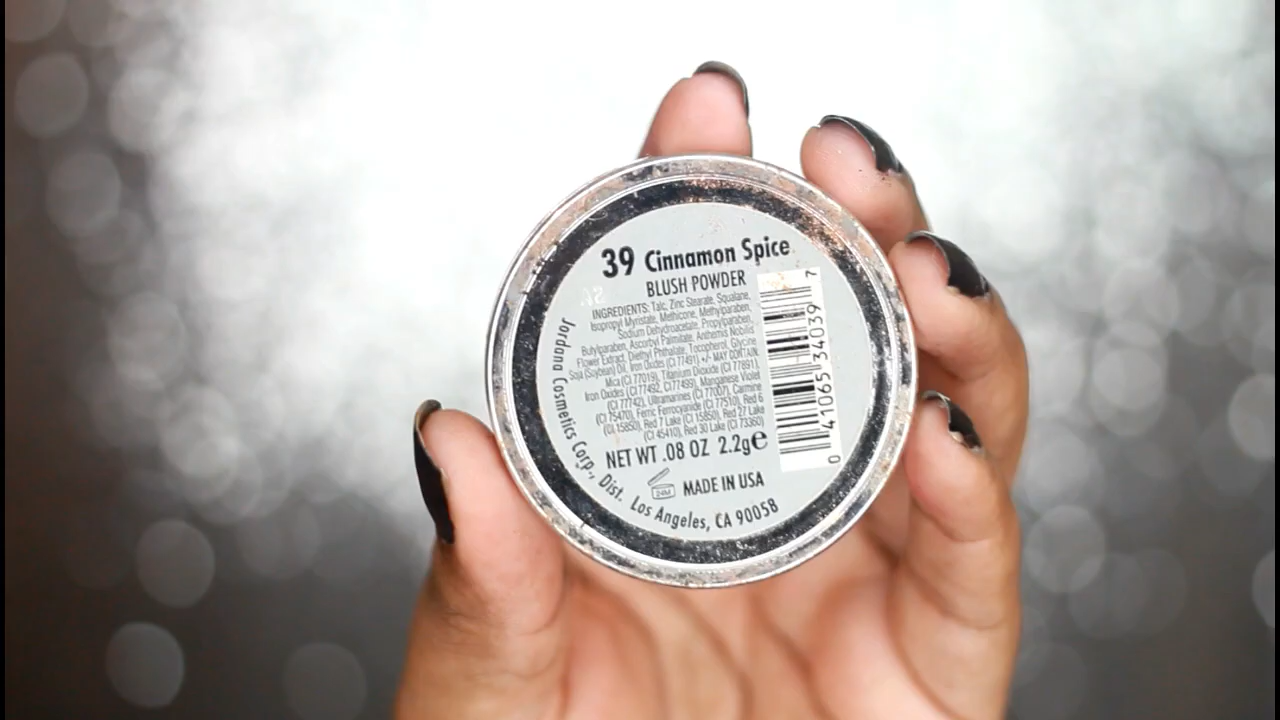 39 Cinnamon Spice
BLUSH POWDER
INGREDIENTS: Talc, Zinc Stearate, Squalane,
Isopropyl Myristate, Methicone, Methylparaben,
Sodium Dehydroacetate, Propylparaben,
Butylparaben, Ascorbyl Palmitate, Anthemis Nobilis
Flower Extract, Diethyl Phthalate, Tocopherol, Glycine
Soja (Soybean) Oil, Iron Oxides (CI 77491) +/- MAY CONTAIN:
Mica (CI 77019), Titanium Dioxide (CI 77891),
Iron Oxides (CI 77492, CI 77499), Manganese Violet
(CI 77742), Ultramarines (CI 77007), Carmine
(CI 75470), Ferric Ferrocyanide (CI 77510), Red 6
(CI 15850), Red 7 Lake (CI 15850), Red 27 Lake
(CI 45410), Red 30 Lake (CI 73360)
NET WT .08 OZ 2.2g℮
24M MADE IN USA
Jordana Cosmetics Corp., Dist. Los Angeles, CA 90058
0 41065 34039 7